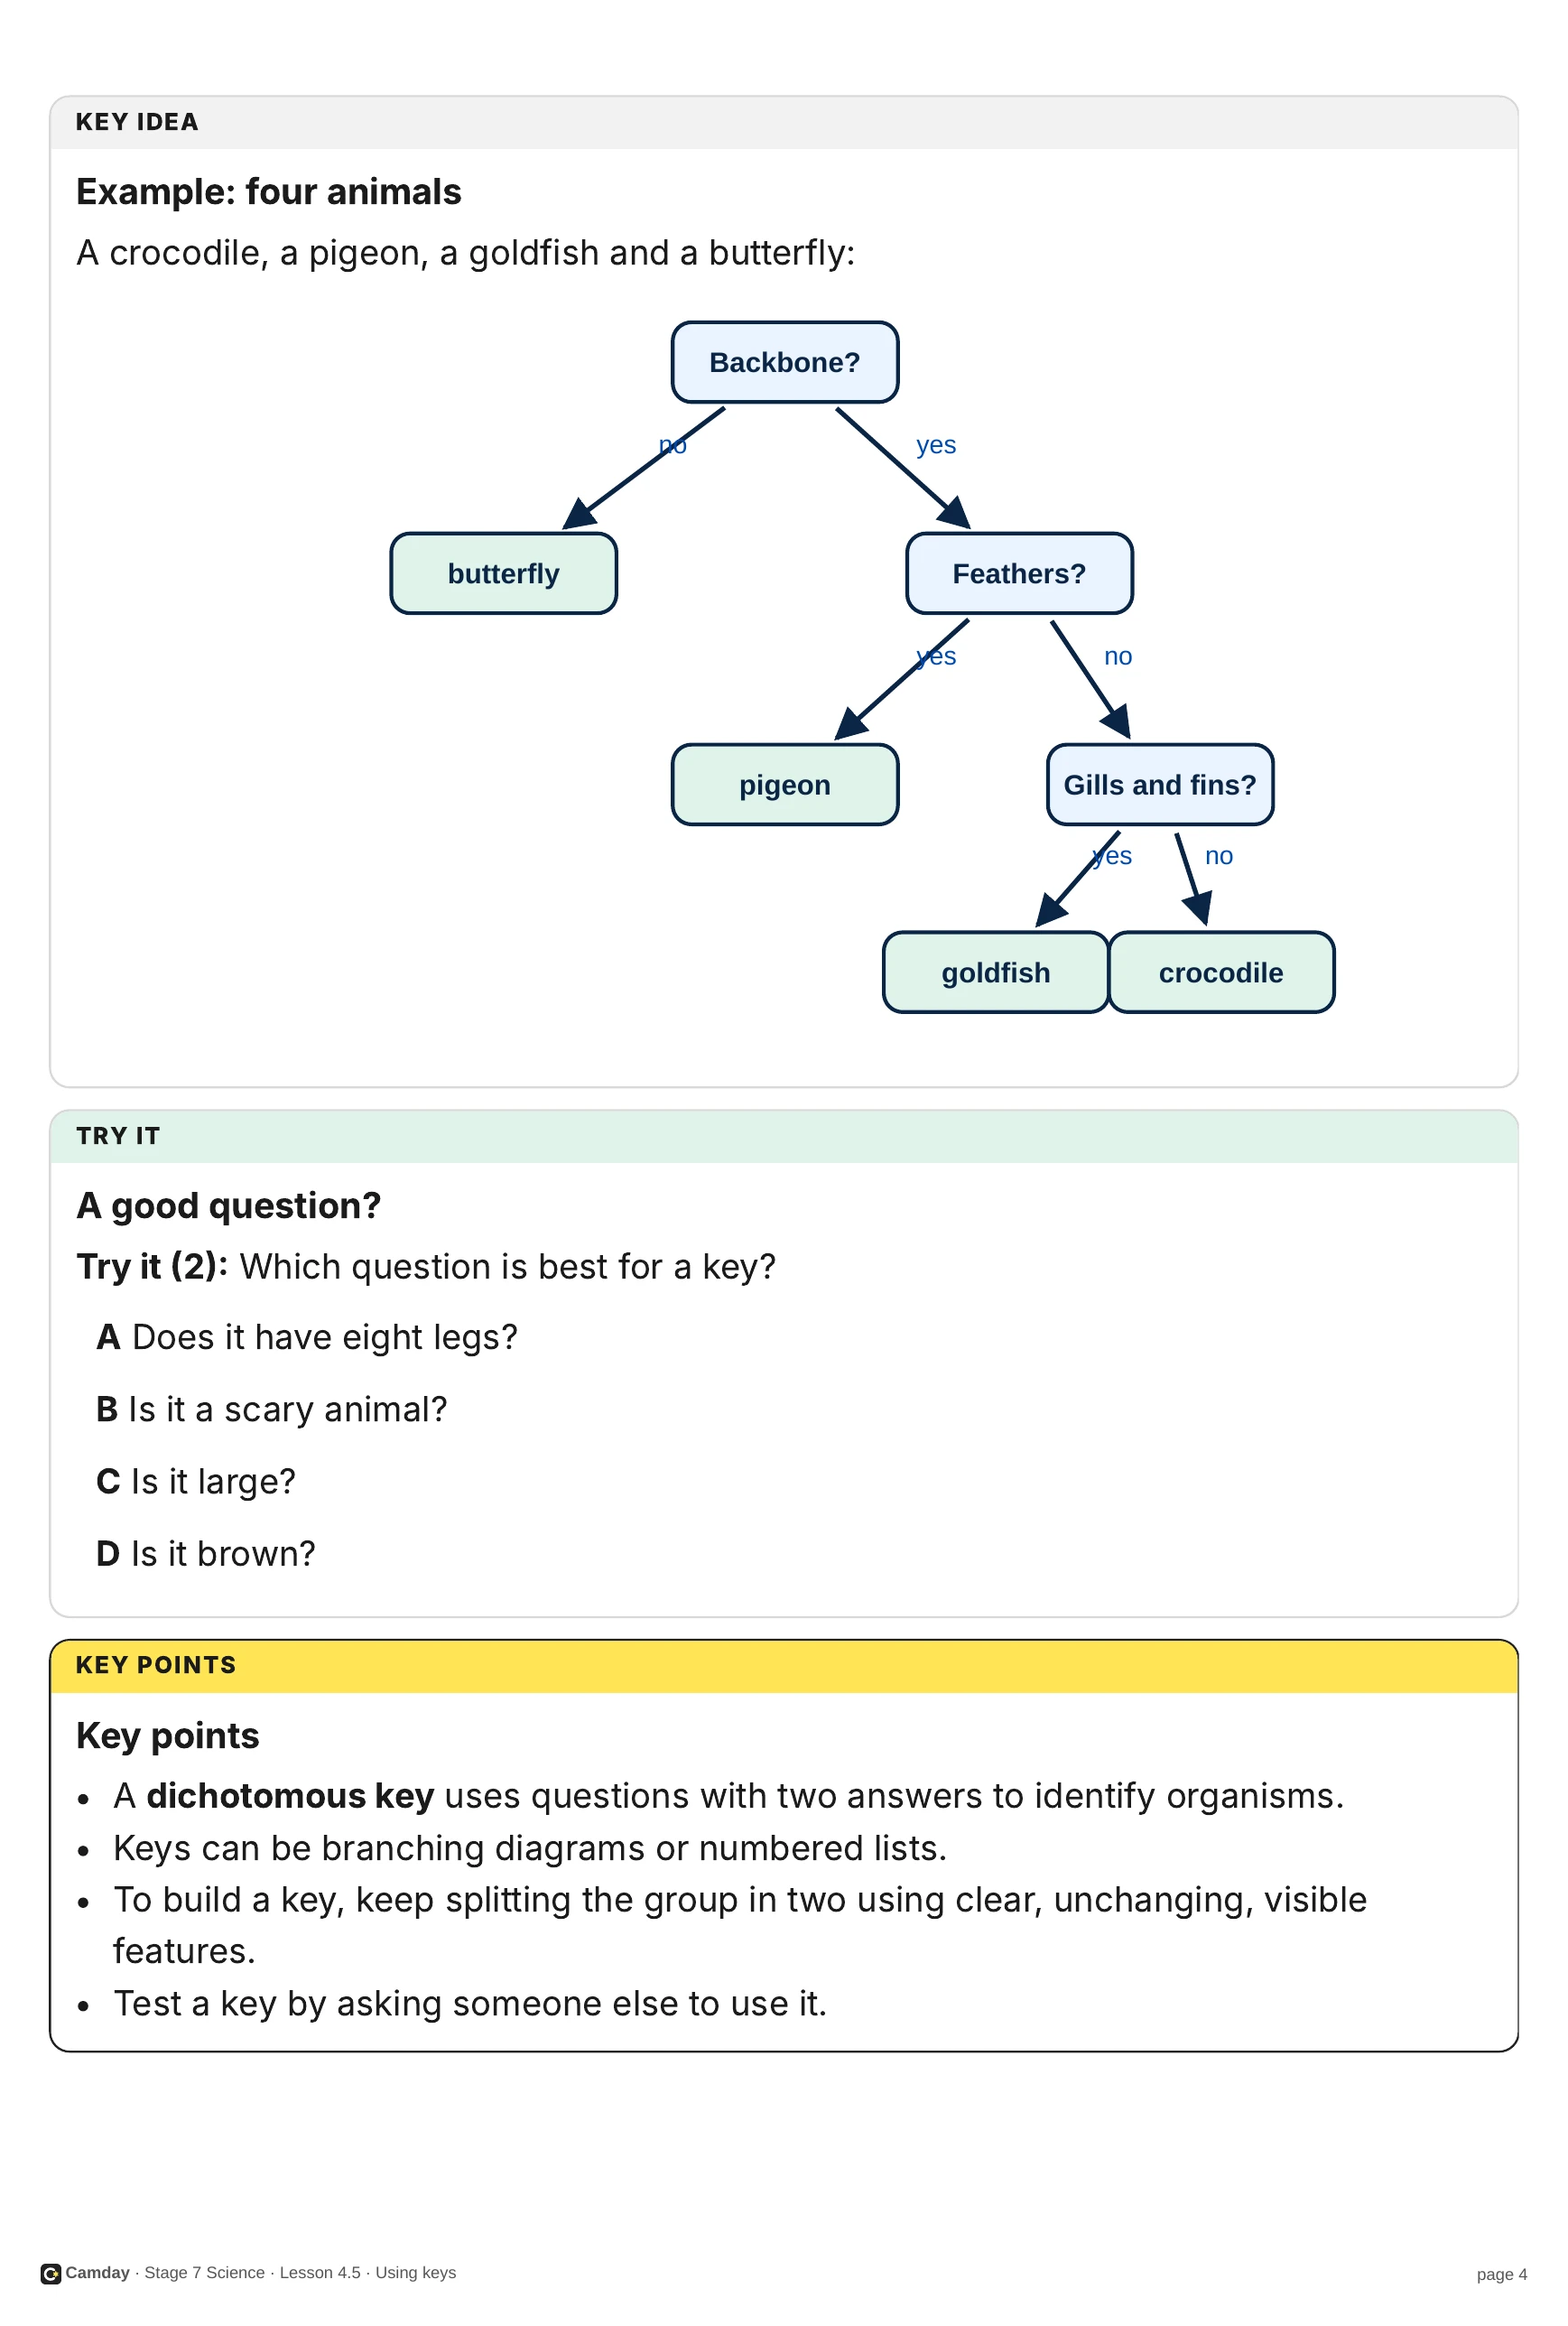 KEY IDEA
Example: four animals
A crocodile, a pigeon, a goldfish and a butterfly:
Backbone?
no
yes
butterfly
Feathers?
yes
no
pigeon
Gills and fins?
yes
no
goldfish
crocodile
TRY IT
A good question?
Try it (2): Which question is best for a key?
A Does it have eight legs?
B Is it a scary animal?
C Is it large?
D Is it brown?
KEY POINTS
Key points
• A dichotomous key uses questions with two answers to identify organisms.
• Keys can be branching diagrams or numbered lists.
• To build a key, keep splitting the group in two using clear, unchanging, visible
features.
• Test a key by asking someone else to use it.
Camday · Stage 7 Science · Lesson 4.5 · Using keys
page 4